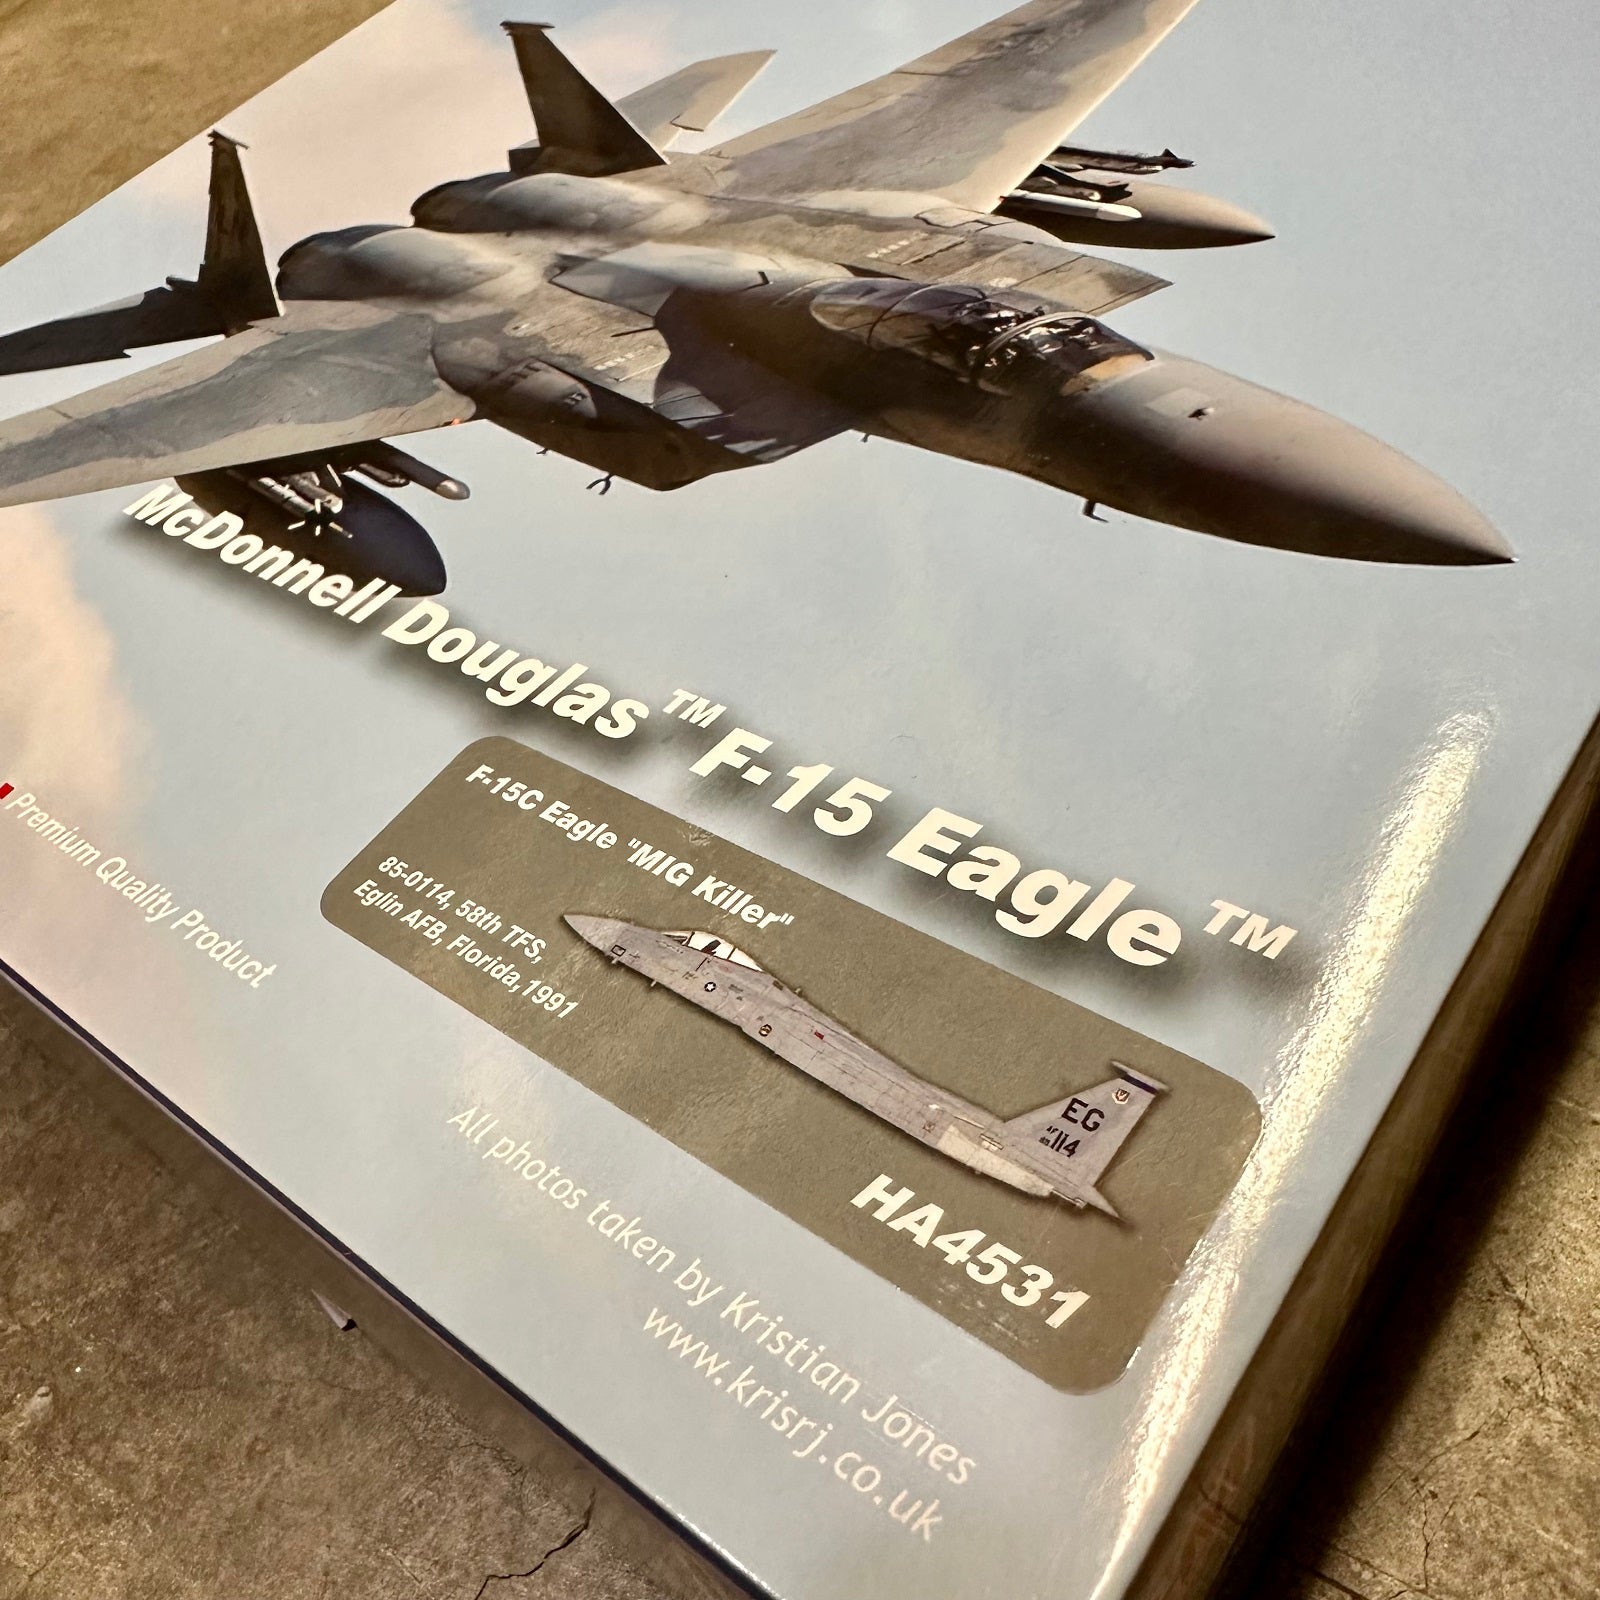 McDonnell Douglas™ F-15 Eagle™
F-15C Eagle "MIG Killer"
85-0114, 58th TFS,
Eglin AFB, Florida, 1991
EG
114
HA4531
Premium Quality Product
All photos taken by Kristian Jones
www.krisrj.co.uk